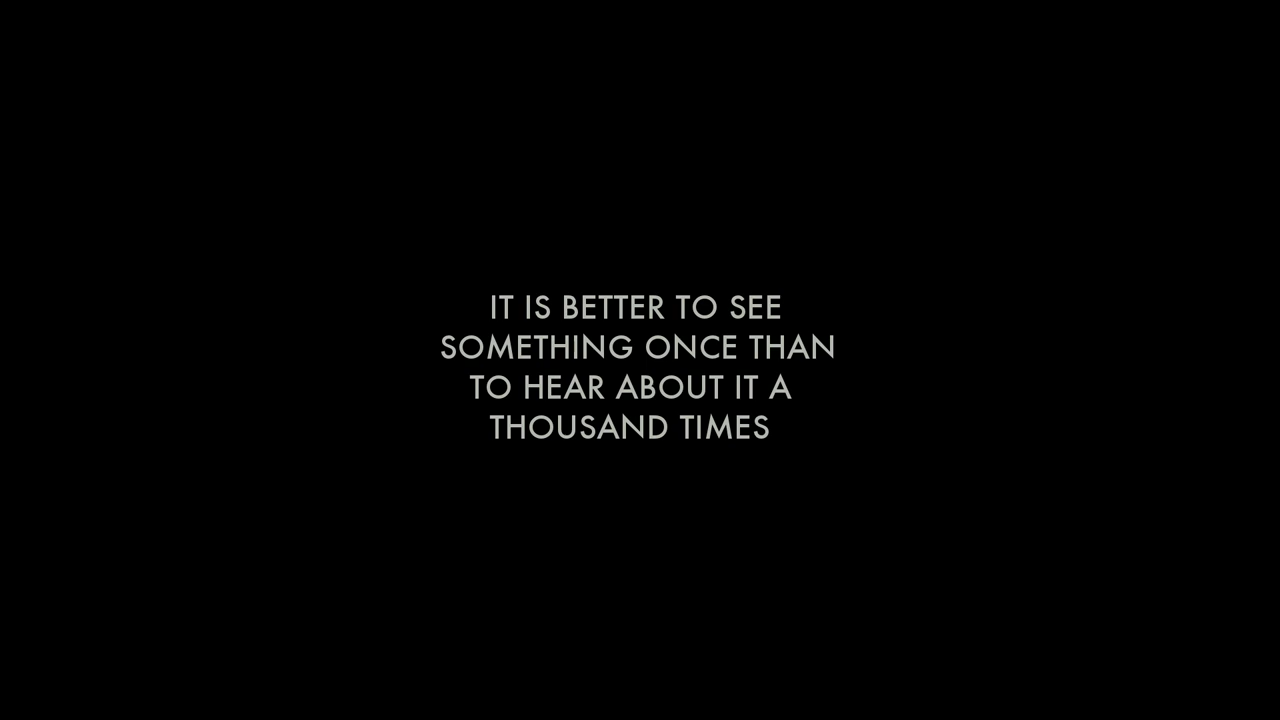 IT IS BETTER TO SEE
SOMETHING ONCE THAN
TO HEAR ABOUT IT A
THOUSAND TIMES